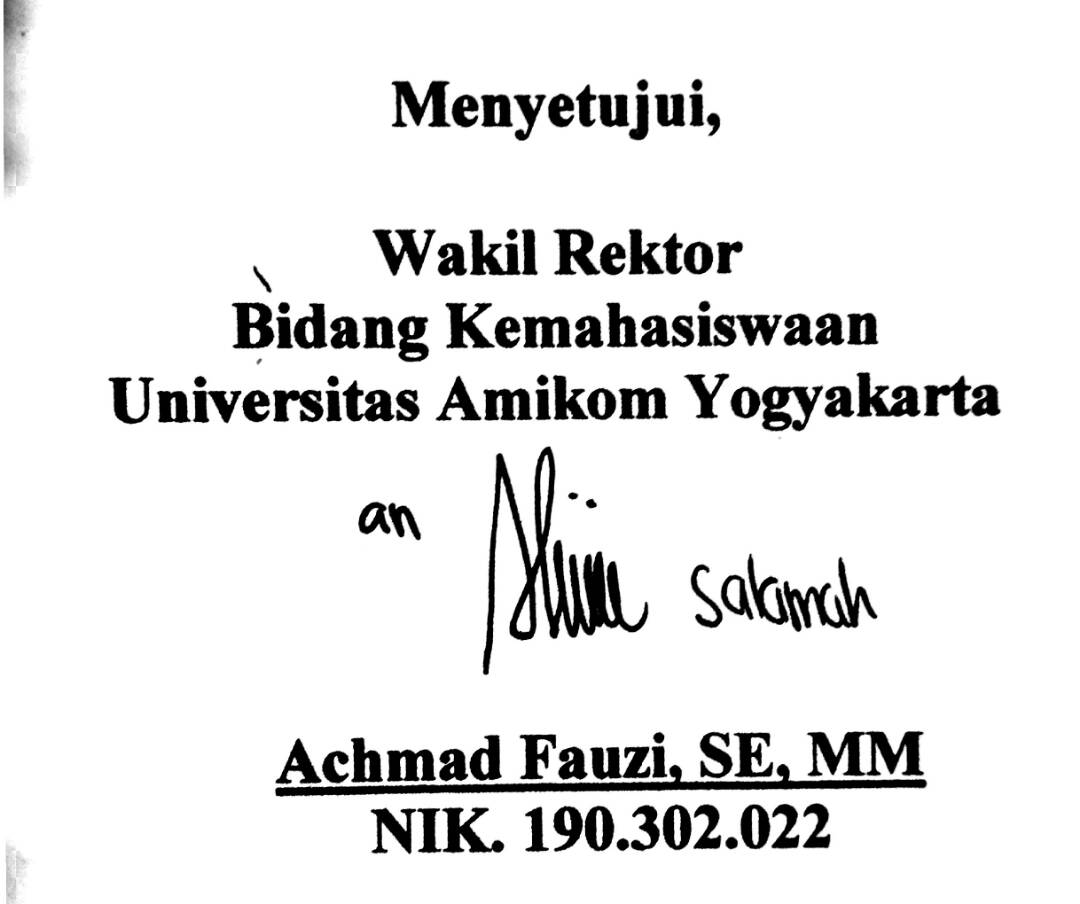 Menyetujui,
Wakil Rektor
Bidang Kemahasiswaan
Universitas Amikom Yogyakarta
an salamah
Achmad Fauzi, SE, MM
NIK. 190.302.022